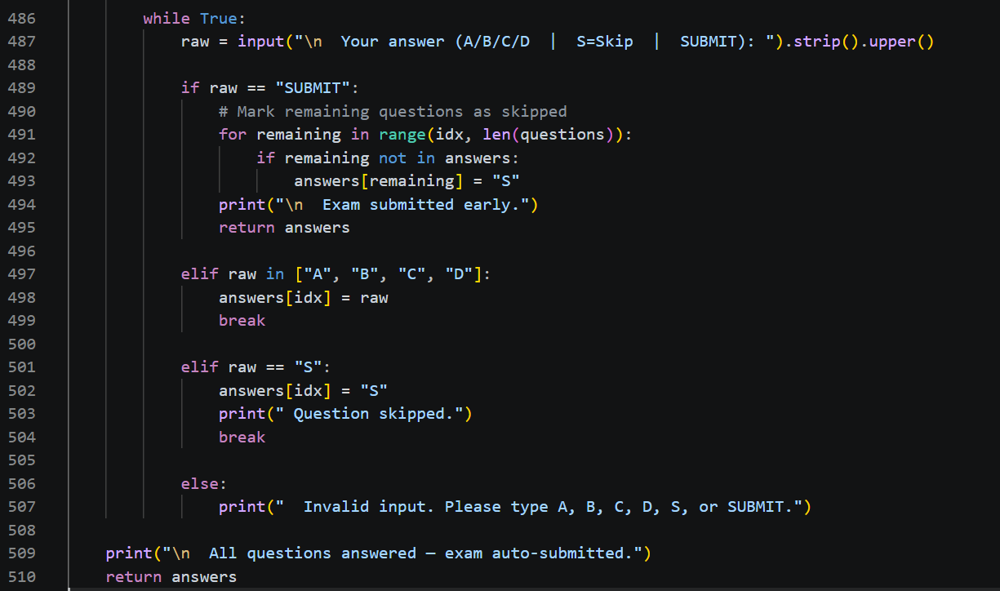 486 while True:
487 raw = input("\n  Your answer (A/B/C/D  |  S=Skip  |  SUBMIT): ").strip().upper()
488
489 if raw == "SUBMIT":
490 # Mark remaining questions as skipped
491 for remaining in range(idx, len(questions)):
492 if remaining not in answers:
493 answers[remaining] = "S"
494 print("\n  Exam submitted early.")
495 return answers
496
497 elif raw in ["A", "B", "C", "D"]:
498 answers[idx] = raw
499 break
500
501 elif raw == "S":
502 answers[idx] = "S"
503 print(" Question skipped.")
504 break
505
506 else:
507 print("  Invalid input. Please type A, B, C, D, S, or SUBMIT.")
508
509 print("\n  All questions answered — exam auto-submitted.")
510 return answers